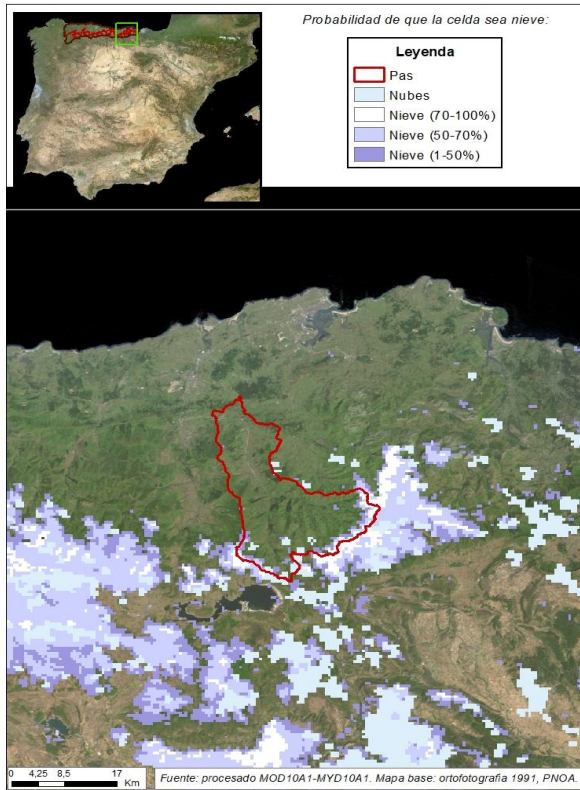 Probabilidad de que la celda sea nieve:
Leyenda
Pas
Nubes
Nieve (70-100%)
Nieve (50-70%)
Nieve (1-50%)
0 4,25 8,5 17
Km
Fuente: procesado MOD10A1-MYD10A1. Mapa base: ortofotografia 1991, PNOA.